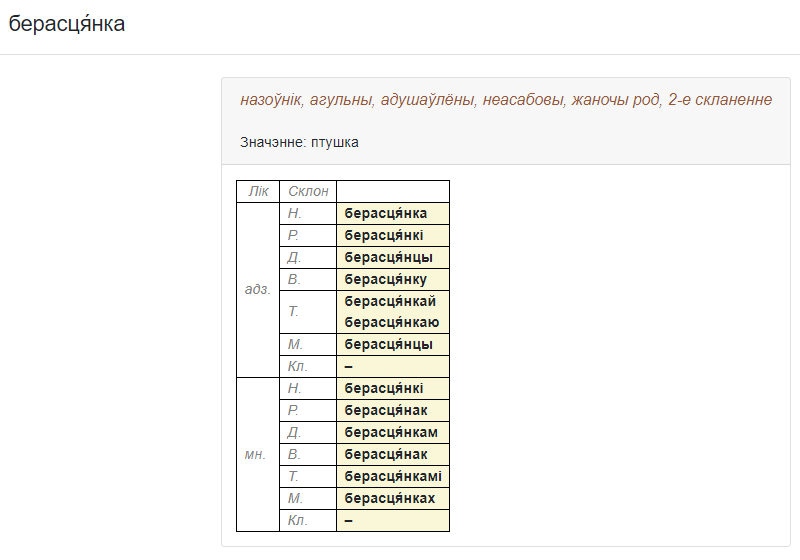 берасця́нка
назоўнік, агульны, адушаўлёны, неасабовы, жаночы род, 2-е скланенне
Значэнне: птушка
Лік Склон
адз.
Н. берасця́нка
Р. берасця́нкі
Д. берасця́нцы
В. берасця́нку
Т. берасця́нкай
берасця́нкаю
М. берасця́нцы
Кл. –
мн.
Н. берасця́нкі
Р. берасця́нак
Д. берасця́нкам
В. берасця́нак
Т. берасця́нкамі
М. берасця́нках
Кл. –